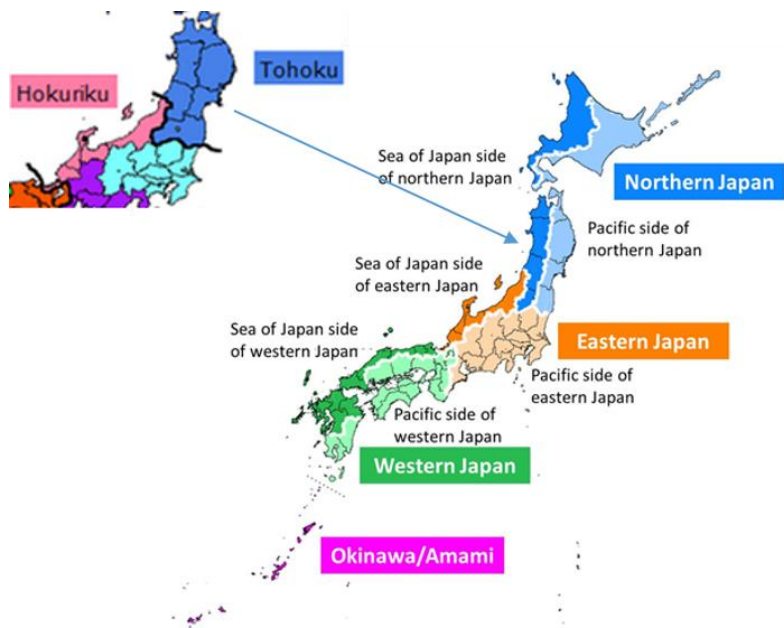 Tohoku
Hokuriku
Sea of Japan side
of northern Japan
Northern Japan
Pacific side of
northern Japan
Sea of Japan side
of eastern Japan
Sea of Japan side
of western Japan
Eastern Japan
Pacific side of
eastern Japan
Pacific side of
western Japan
Western Japan
Okinawa/Amami